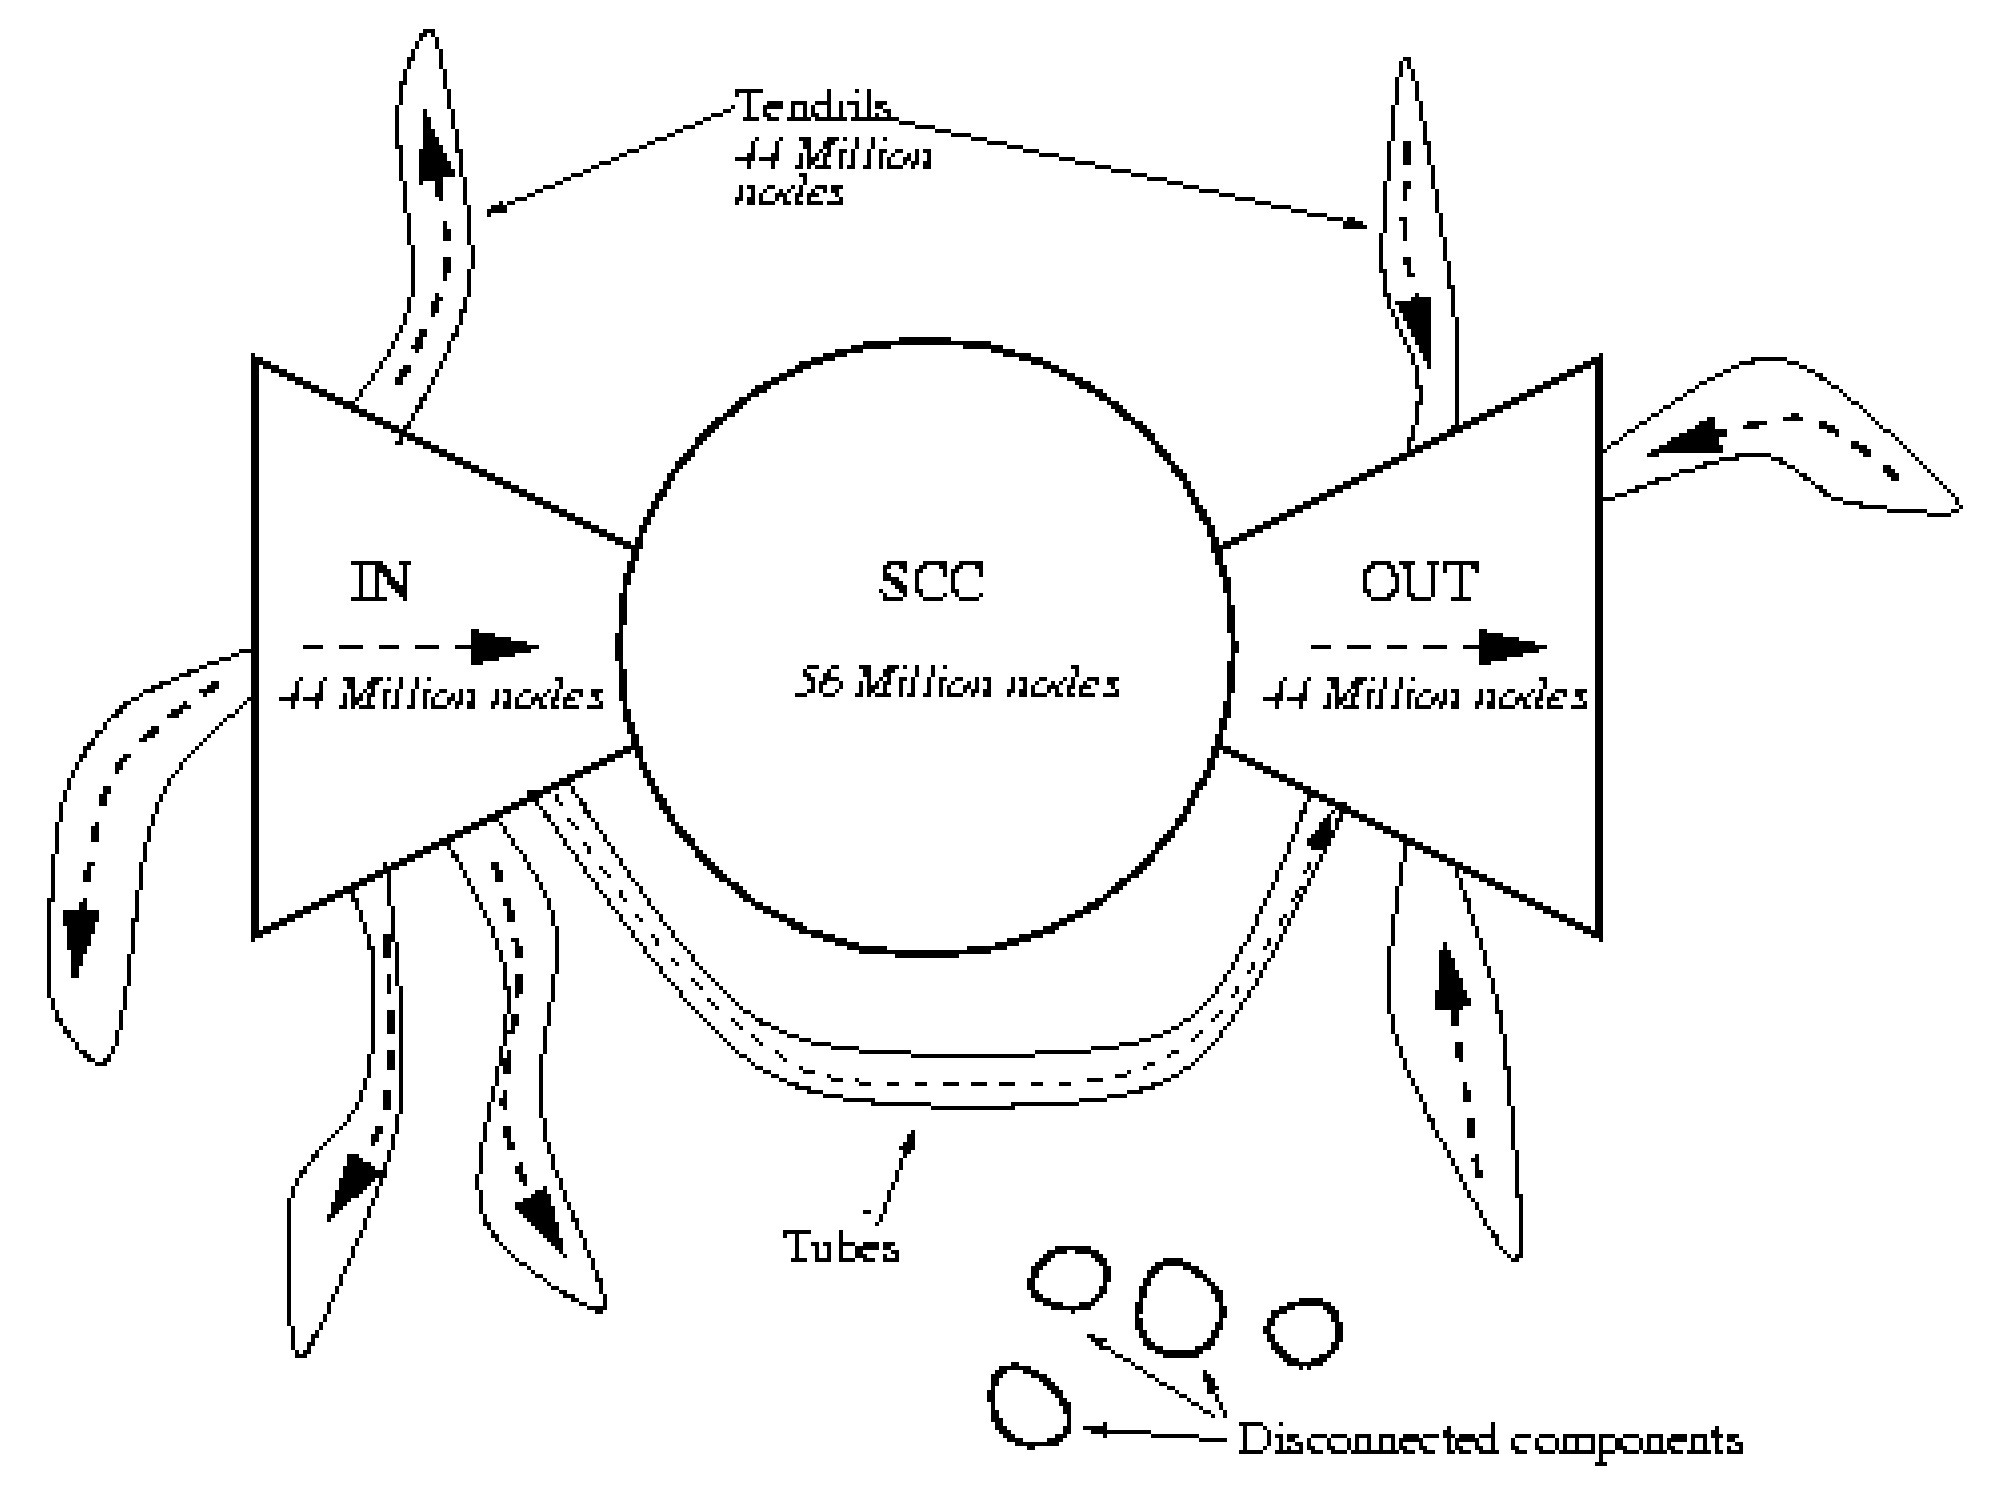 Tendrils
44 Million
nodes
IN
44 Million nodes
SCC
56 Million nodes
OUT
44 Million nodes
Tubes
Disconnected components